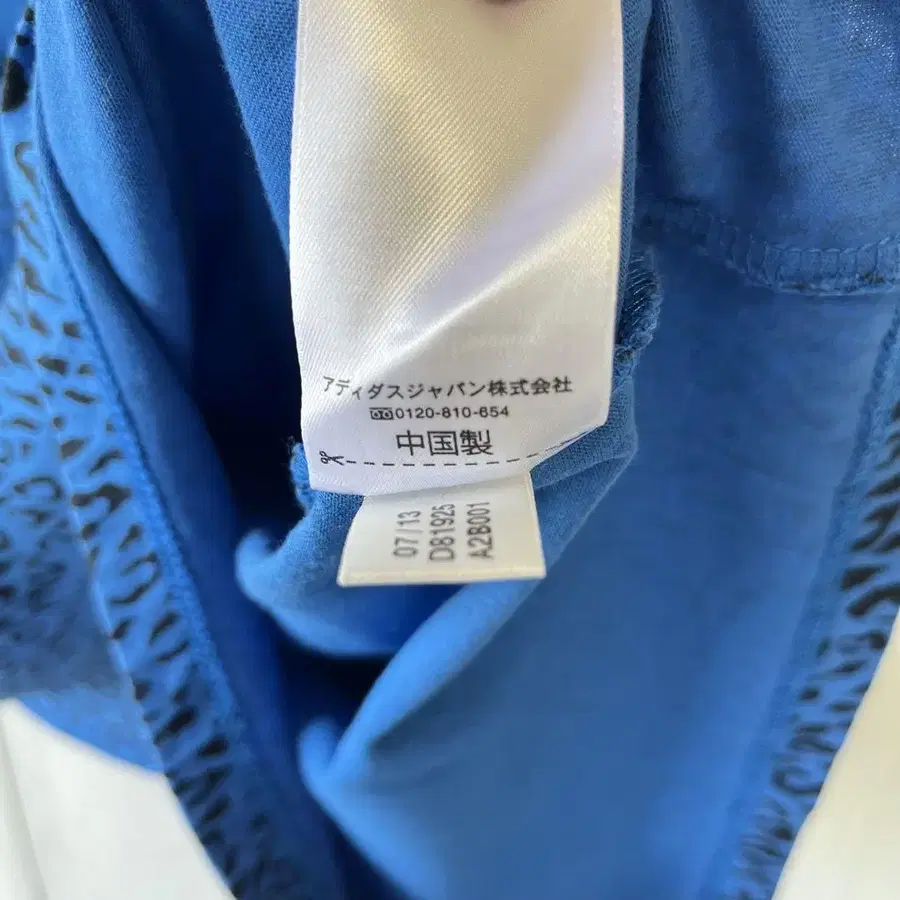 アディダスジャパン株式会社
0120-810-654
中国製
07/13
D81925
A2B001